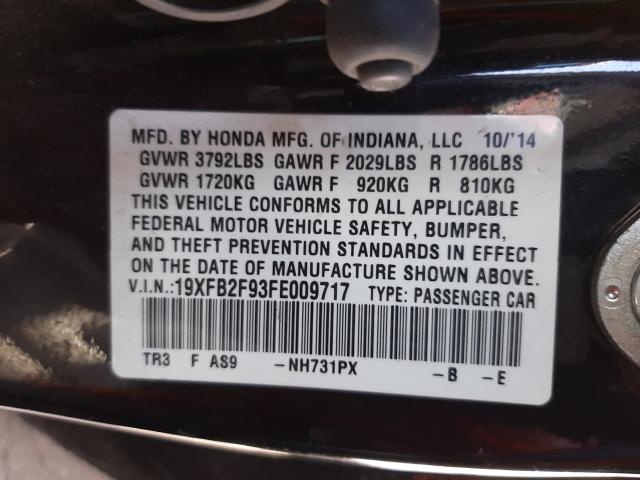 MFD. BY HONDA MFG. OF INDIANA, LLC 10/'14
GVWR 3792LBS GAWR F 2029LBS R 1786LBS
GVWR 1720KG GAWR F 920KG R 810KG
THIS VEHICLE CONFORMS TO ALL APPLICABLE
FEDERAL MOTOR VEHICLE SAFETY, BUMPER,
AND THEFT PREVENTION STANDARDS IN EFFECT
ON THE DATE OF MANUFACTURE SHOWN ABOVE.
V.I.N.:19XFB2F93FE009717 TYPE: PASSENGER CAR
TR3 F AS9 -NH731PX -B -E